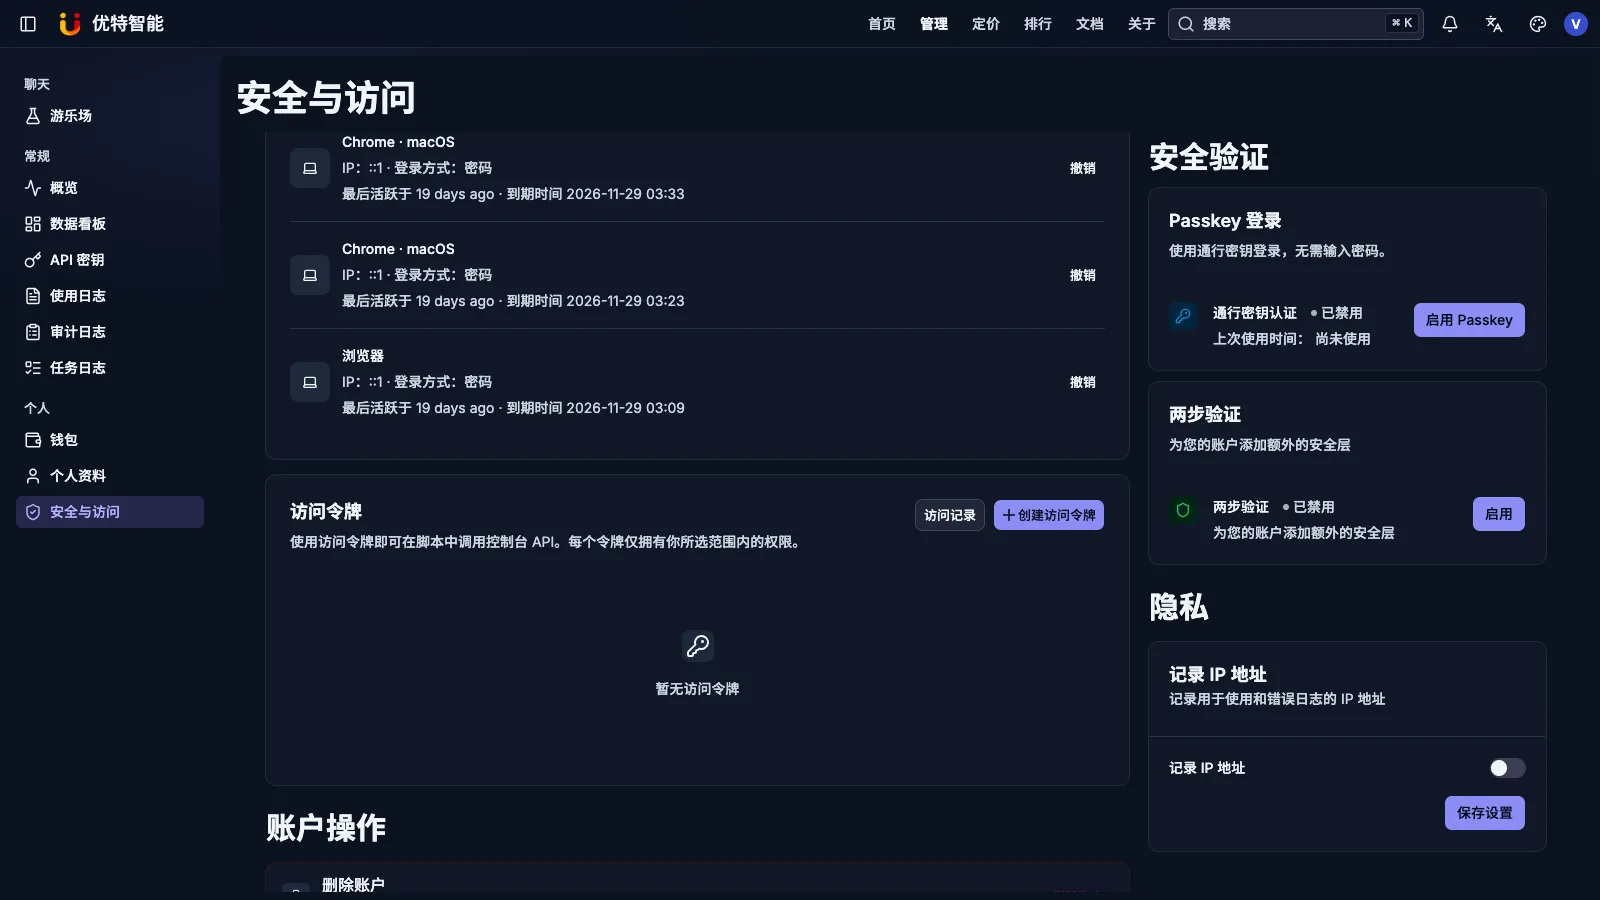 优特智能
首页
管理
定价
排行
文档
关于
搜索
⌘ K
V
聊天
游乐场
常规
概览
数据看板
API 密钥
使用日志
审计日志
任务日志
个人
钱包
个人资料
安全与访问
安全与访问
Chrome · macOS
IP：::1 · 登录方式：密码
最后活跃于 19 days ago · 到期时间 2026-11-29 03:33
撤销
Chrome · macOS
IP：::1 · 登录方式：密码
最后活跃于 19 days ago · 到期时间 2026-11-29 03:23
撤销
浏览器
IP：::1 · 登录方式：密码
最后活跃于 19 days ago · 到期时间 2026-11-29 03:09
撤销
访问令牌
使用访问令牌即可在脚本中调用控制台 API。每个令牌仅拥有你所选范围内的权限。
访问记录
创建访问令牌
暂无访问令牌
账户操作
删除账户
安全验证
Passkey 登录
使用通行密钥登录，无需输入密码。
通行密钥认证 • 已禁用
上次使用时间： 尚未使用
启用 Passkey
两步验证
为您的账户添加额外的安全层
两步验证 • 已禁用
为您的账户添加额外的安全层
启用
隐私
记录 IP 地址
记录用于使用和错误日志的 IP 地址
记录 IP 地址
保存设置